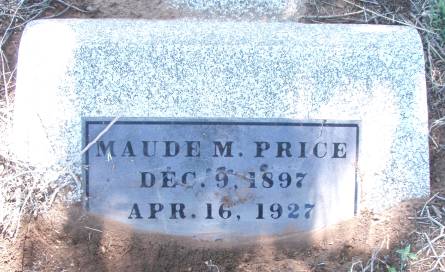 MAUDE M. PRICE
DEC. 9, 1897
APR. 16, 1927